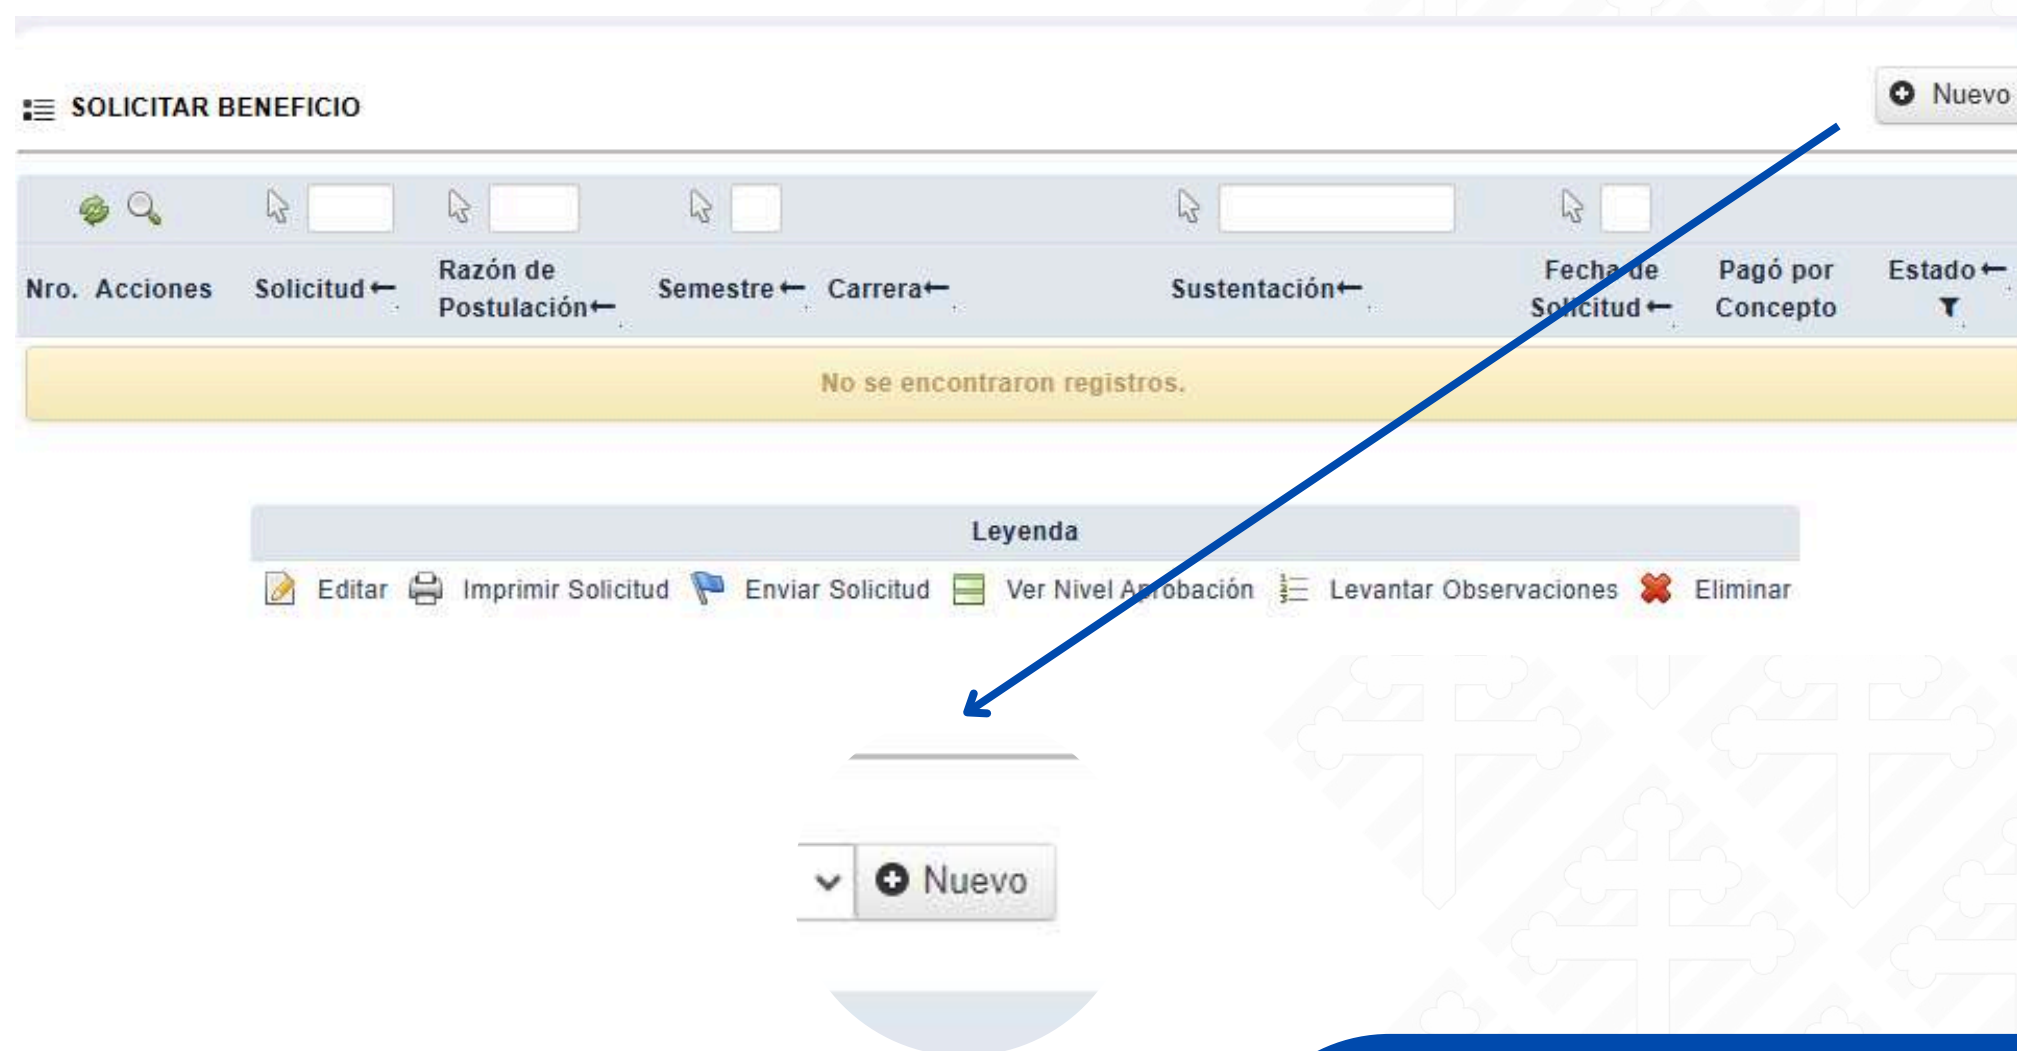 SOLICITAR BENEFICIO
Nuevo
Nro. Acciones Solicitud Razón de Postulación Semestre Carrera Sustentación Fecha de Solicitud Pagó por Concepto Estado
No se encontraron registros.
Leyenda
Editar Imprimir Solicitud Enviar Solicitud Ver Nivel Aprobación Levantar Observaciones Eliminar
Nuevo